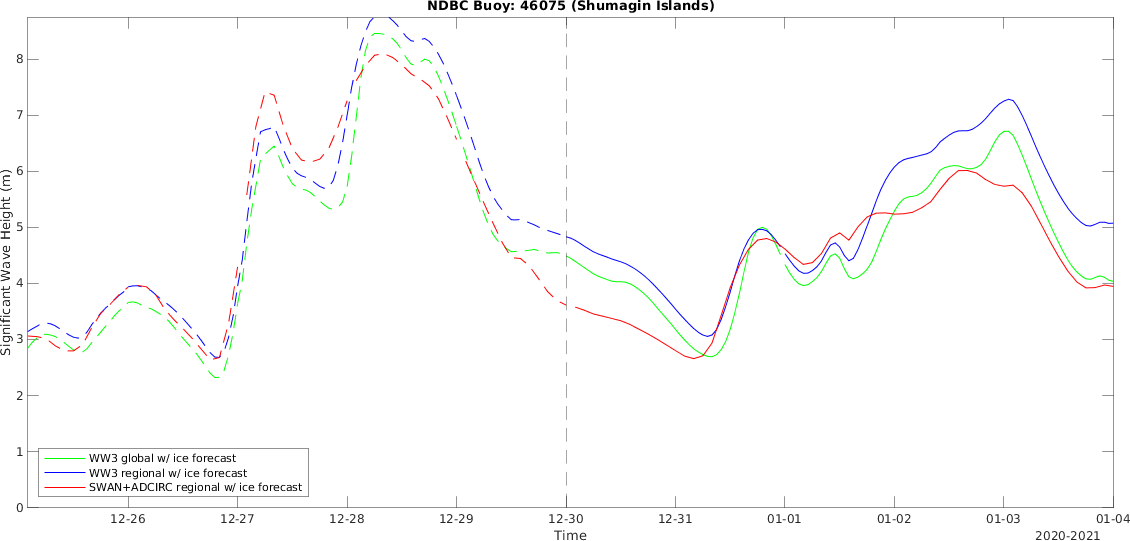 NDBC Buoy: 46075 (Shumagin Islands)
Significant Wave Height (m)
8
7
6
5
4
3
2
1
0
WW3 global w/ ice forecast
WW3 regional w/ ice forecast
SWAN+ADCIRC regional w/ ice forecast
12-26 12-27 12-28 12-29 12-30 12-31 01-01 01-02 01-03 01-04
Time
2020-2021